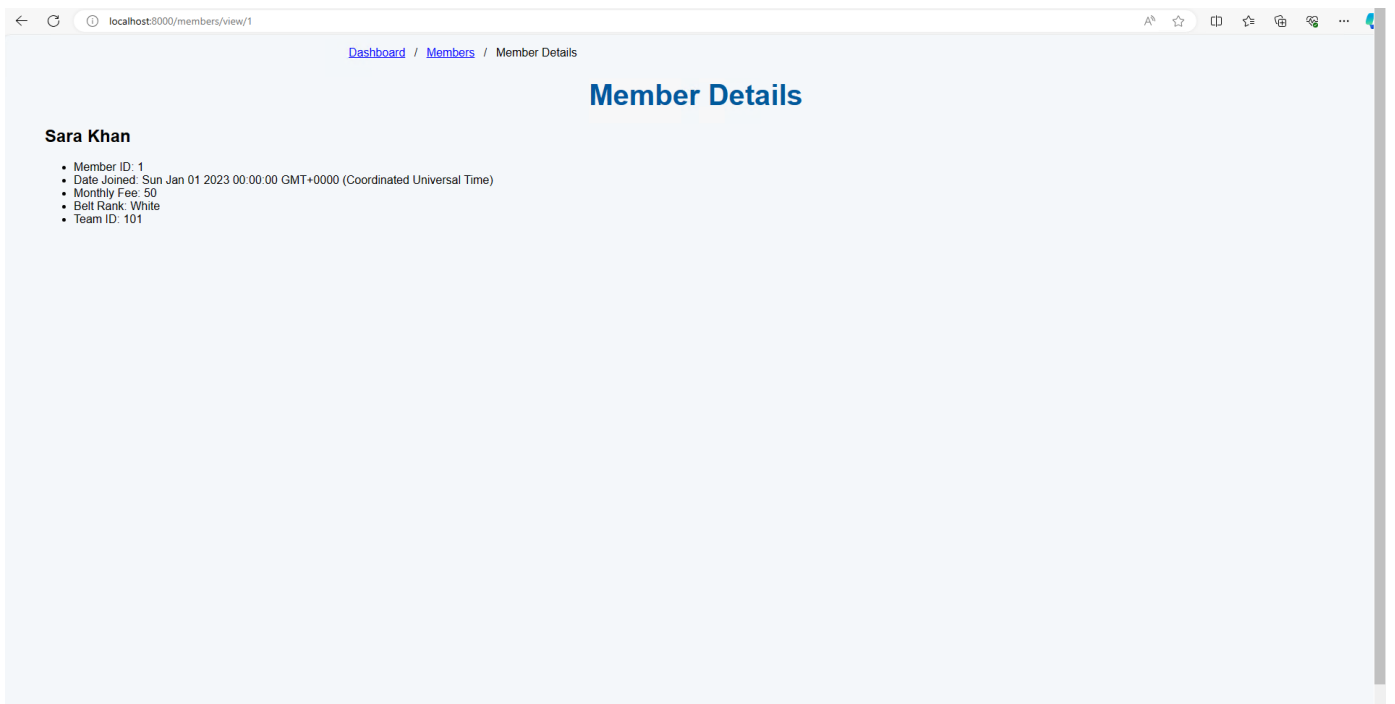 localhost:8000/members/view/1
Dashboard / Members / Member Details
Member Details
Sara Khan
Member ID: 1
Date Joined: Sun Jan 01 2023 00:00:00 GMT+0000 (Coordinated Universal Time)
Monthly Fee: 50
Belt Rank: White
Team ID: 101